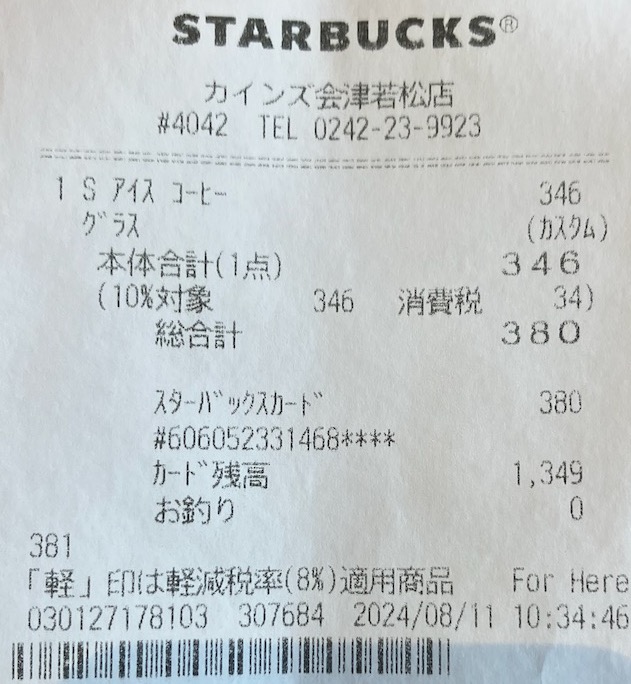 STARBUCKS®
カインズ会津若松店
#4042 TEL 0242-23-9923
1 S アイス コーヒー 346
グラス (カスタム)
本体合計(1点) 346
(10%対象 346 消費税 34)
総合計 380
スターバックスカード 380
#606052331468****
カード残高 1,349
お釣り 0
381
「軽」印は軽減税率(8%)適用商品 For Here
030127178103 307684 2024/08/11 10:34:46